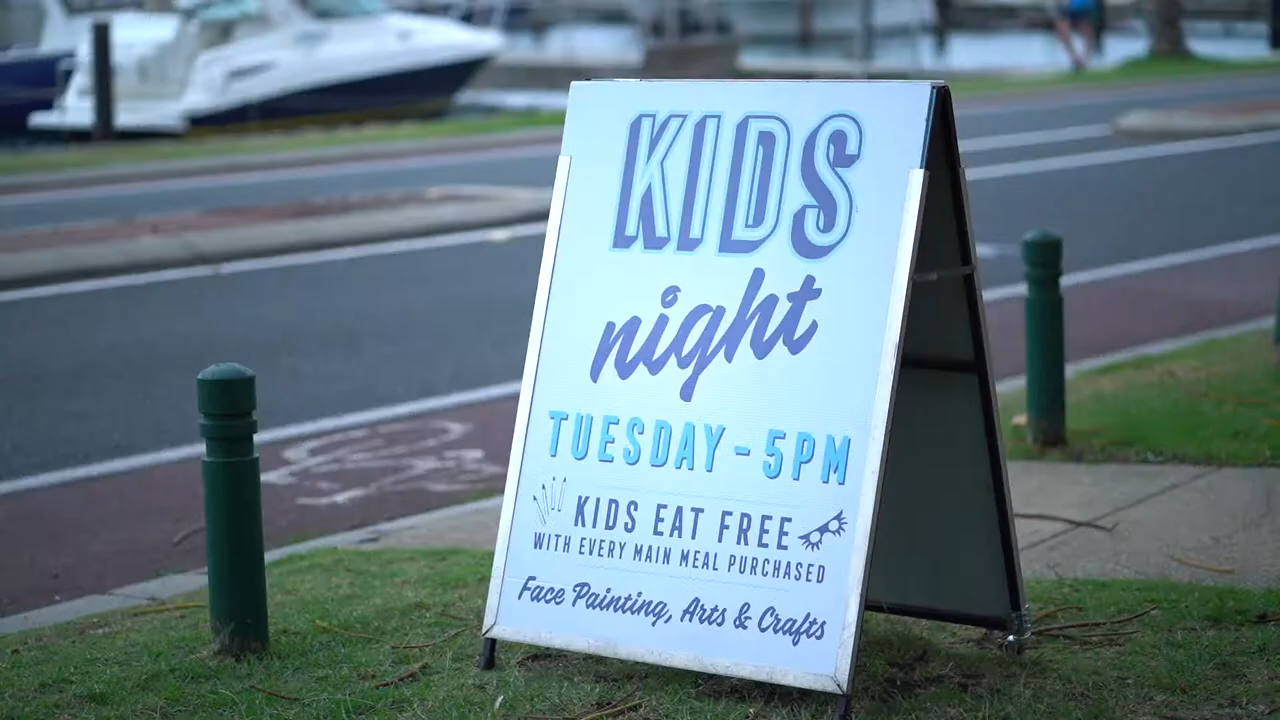 KIDS
night
TUESDAY - 5PM
KIDS EAT FREE
WITH EVERY MAIN MEAL PURCHASED
Face Painting, Arts & Crafts